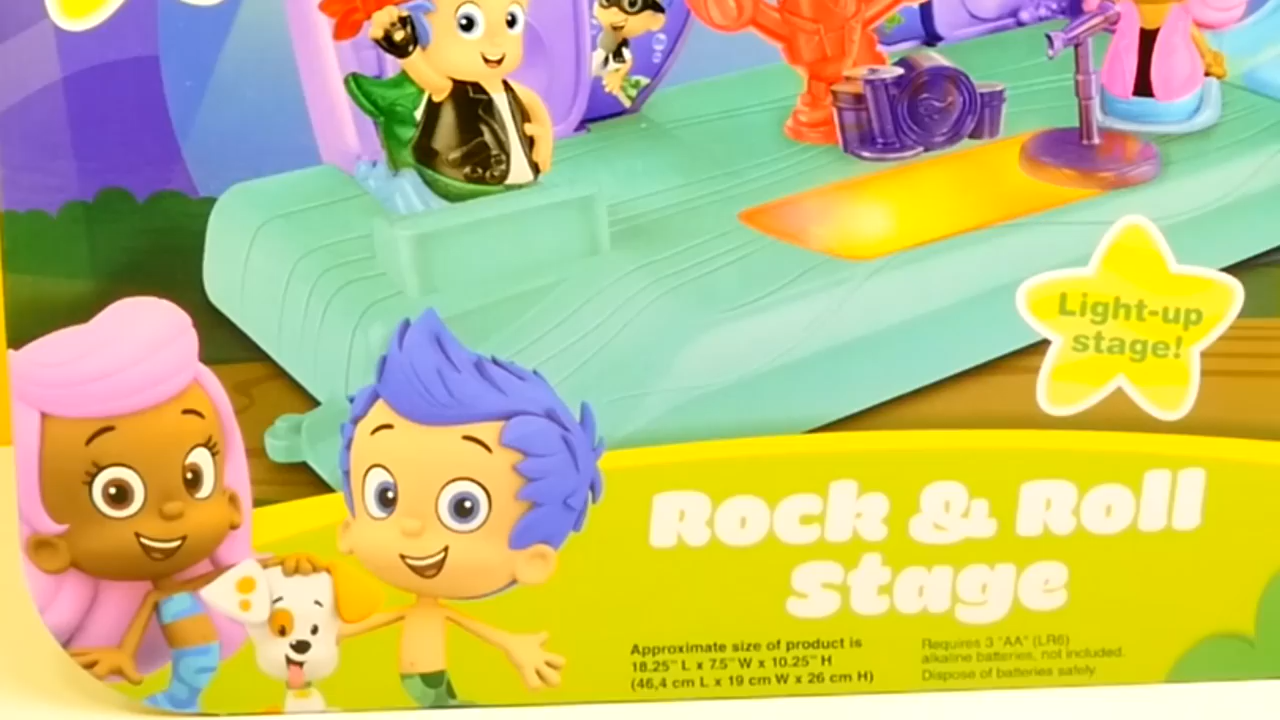 Light-up
stage!
Rock & Roll
Stage
Approximate size of product is
18.25" L x 7.5" W x 10.25" H
(46,4 cm L x 19 cm W x 26 cm H)
Requires 3 "AA" (LR6)
alkaline batteries, not included.
Dispose of batteries safely.